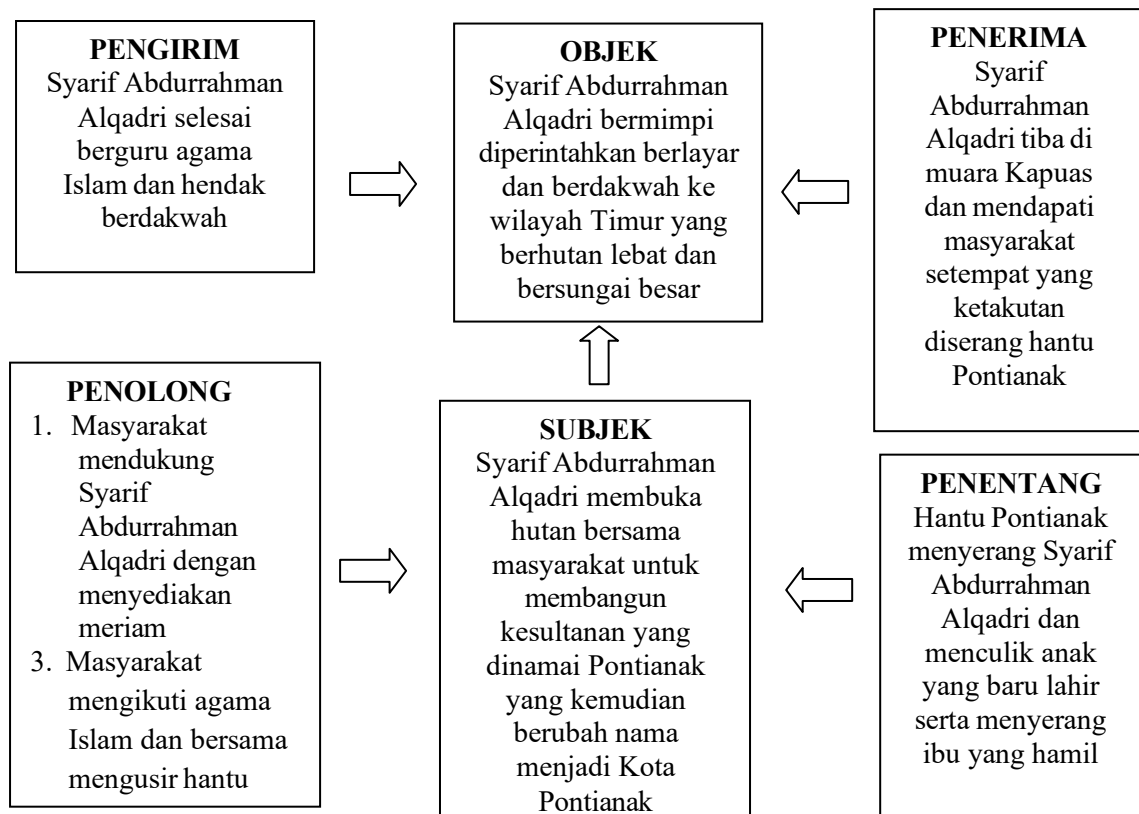 PENGIRIM
Syarif Abdurrahman
Alqadri selesai
berguru agama
Islam dan hendak
berdakwah
OBJEK
Syarif Abdurrahman
Alqadri bermimpi
diperintahkan berlayar
dan berdakwah ke
wilayah Timur yang
berhutan lebat dan
bersungai besar
PENERIMA
Syarif
Abdurrahman
Alqadri tiba di
muara Kapuas
dan mendapati
masyarakat
setempat yang
ketakutan
diserang hantu
Pontianak
PENOLONG
1. Masyarakat
mendukung
Syarif
Abdurrahman
Alqadri dengan
menyediakan
meriam
3. Masyarakat
mengikuti agama
Islam dan bersama
mengusir hantu
SUBJEK
Syarif Abdurrahman
Alqadri membuka
hutan bersama
masyarakat untuk
membangun
kesultanan yang
dinamai Pontianak
yang kemudian
berubah nama
menjadi Kota
Pontianak
PENENTANG
Hantu Pontianak
menyerang Syarif
Abdurrahman
Alqadri dan
menculik anak
yang baru lahir
serta menyerang
ibu yang hamil